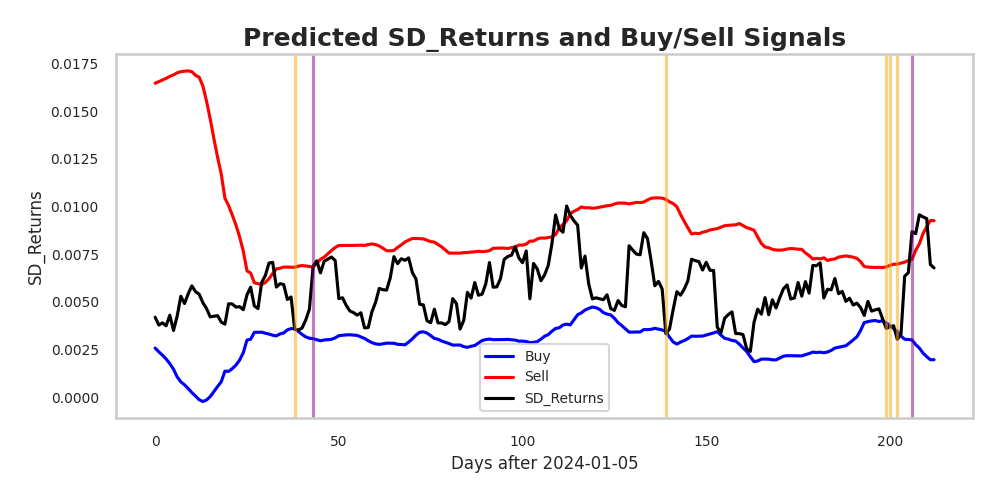 Predicted SD_Returns and Buy/Sell Signals
SD_Returns
0.0175
0.0150
0.0125
0.0100
0.0075
0.0050
0.0025
0.0000
Buy
Sell
SD_Returns
0 50 100 150 200
Days after 2024-01-05